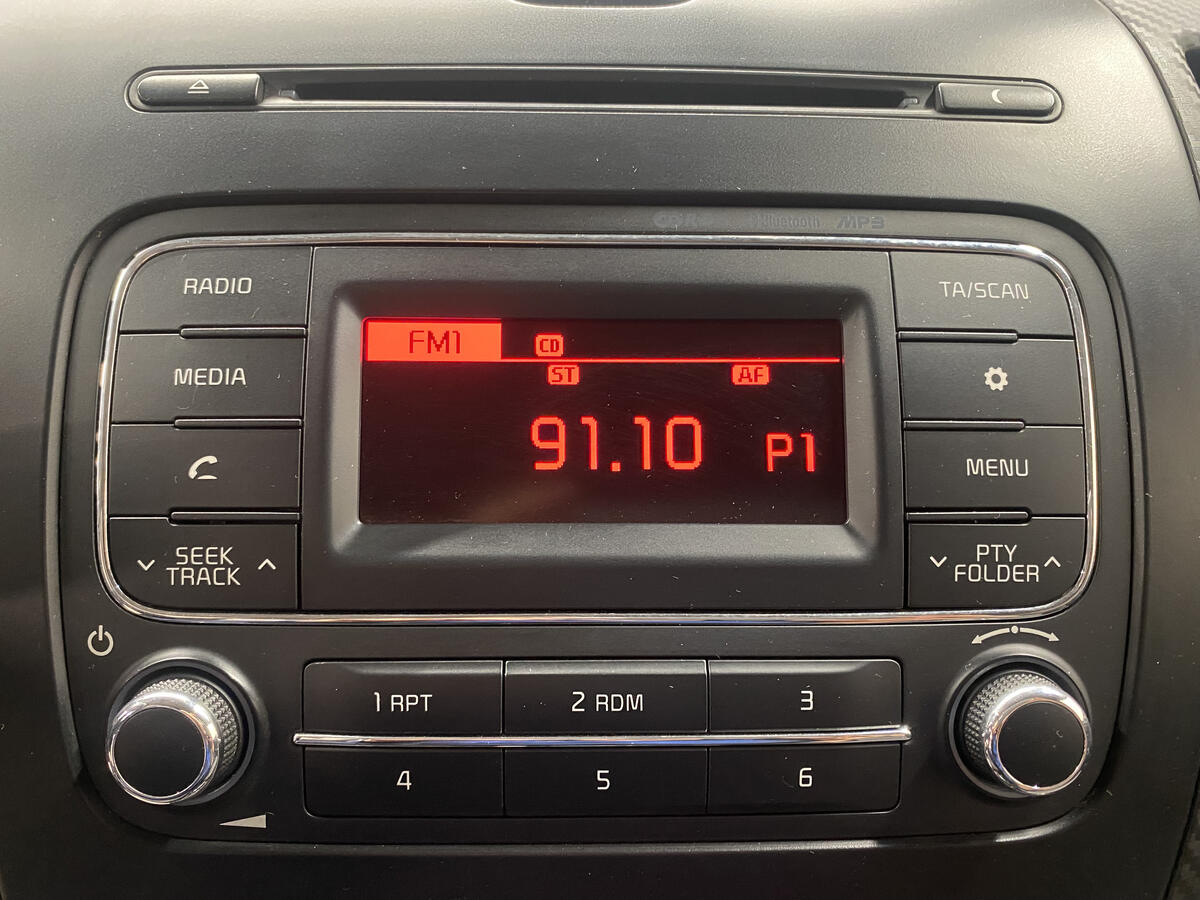 Bluetooth MP3
RADIO
TA/SCAN
FM1
CD
ST
AF
MEDIA
91.10 P1
MENU
SEEK
TRACK
PTY
FOLDER
1 RPT
2 RDM
3
4
5
6